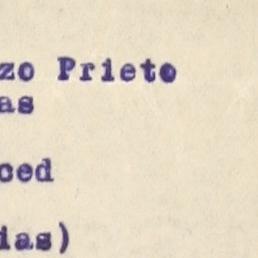 zo Prieto
as
ced
ias)